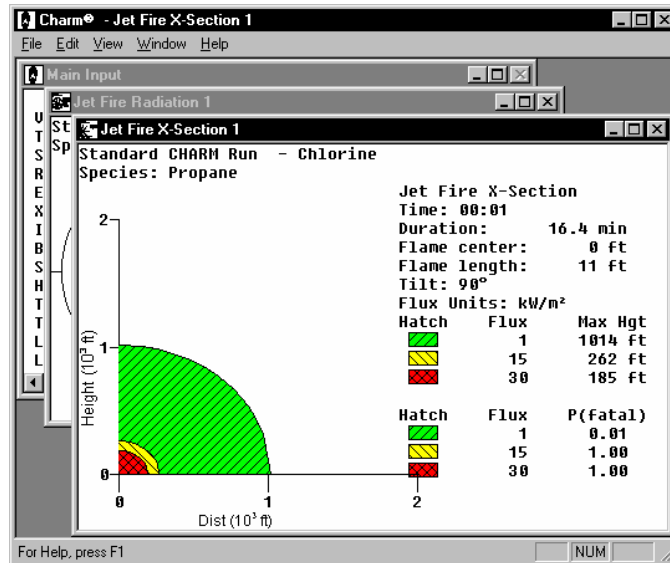 Charm® - Jet Fire X-Section 1
File Edit View Window Help
Main Input
Jet Fire Radiation 1
Jet Fire X-Section 1
V
T
S
R
E
X
I
B
S
H
T
T
L
L
St
Sp
Standard CHARM Run - Chlorine
Species: Propane
Jet Fire X-Section
Time: 00:01
Duration: 16.4 min
Flame center: 0 ft
Flame length: 11 ft
Tilt: 90°
Flux Units: kW/m²
Hatch Flux Max Hgt
1 1014 ft
15 262 ft
30 185 ft
Hatch Flux P(fatal)
1 0.01
15 1.00
30 1.00
2
1
0
Height (10³ ft)
0 1 2
Dist (10³ ft)
For Help, press F1
NUM